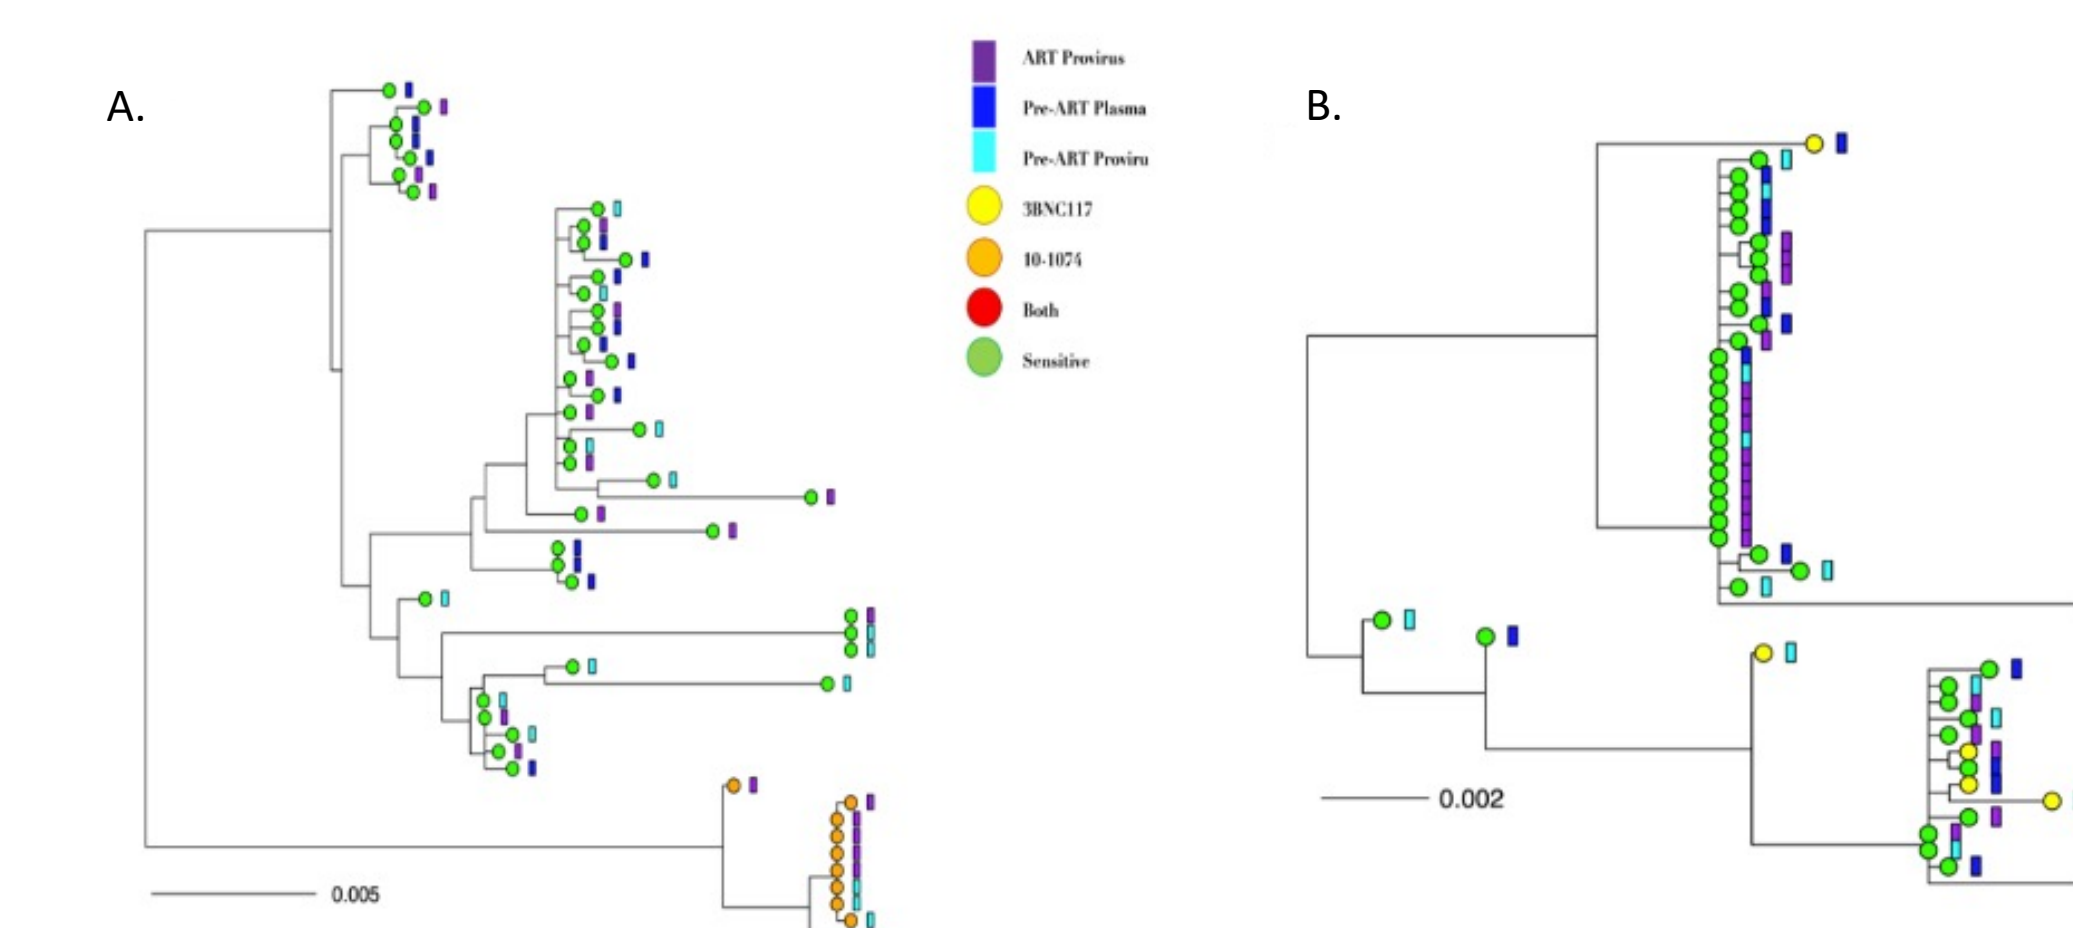 A.
ART Provirus
Pre-ART Plasma
Pre-ART Proviru
3BNC117
10-1074
Both
Sensitive
0.005
B.
0.002